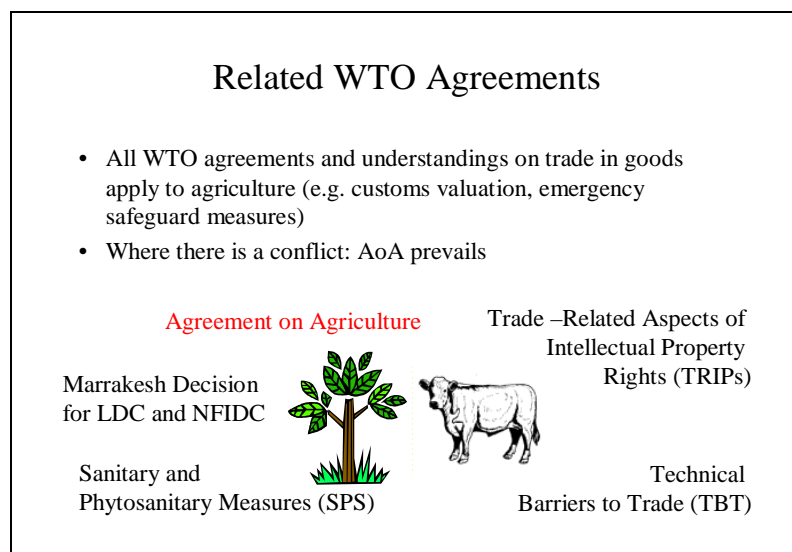 Related WTO Agreements
• All WTO agreements and understandings on trade in goods
apply to agriculture (e.g. customs valuation, emergency
safeguard measures)
• Where there is a conflict: AoA prevails
Agreement on Agriculture
Trade –Related Aspects of
Intellectual Property
Rights (TRIPs)
Marrakesh Decision
for LDC and NFIDC
Sanitary and
Phytosanitary Measures (SPS)
Technical
Barriers to Trade (TBT)